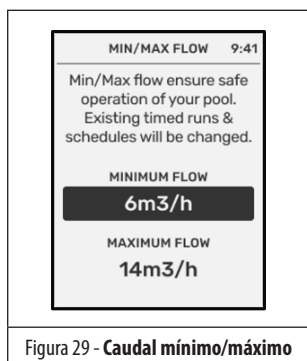 MIN/MAX FLOW 9:41
Min/Max flow ensure safe
operation of your pool.
Existing timed runs &
schedules will be changed.
MINIMUM FLOW
6m3/h
MAXIMUM FLOW
14m3/h
Figura 29 - Caudal mínimo/máximo